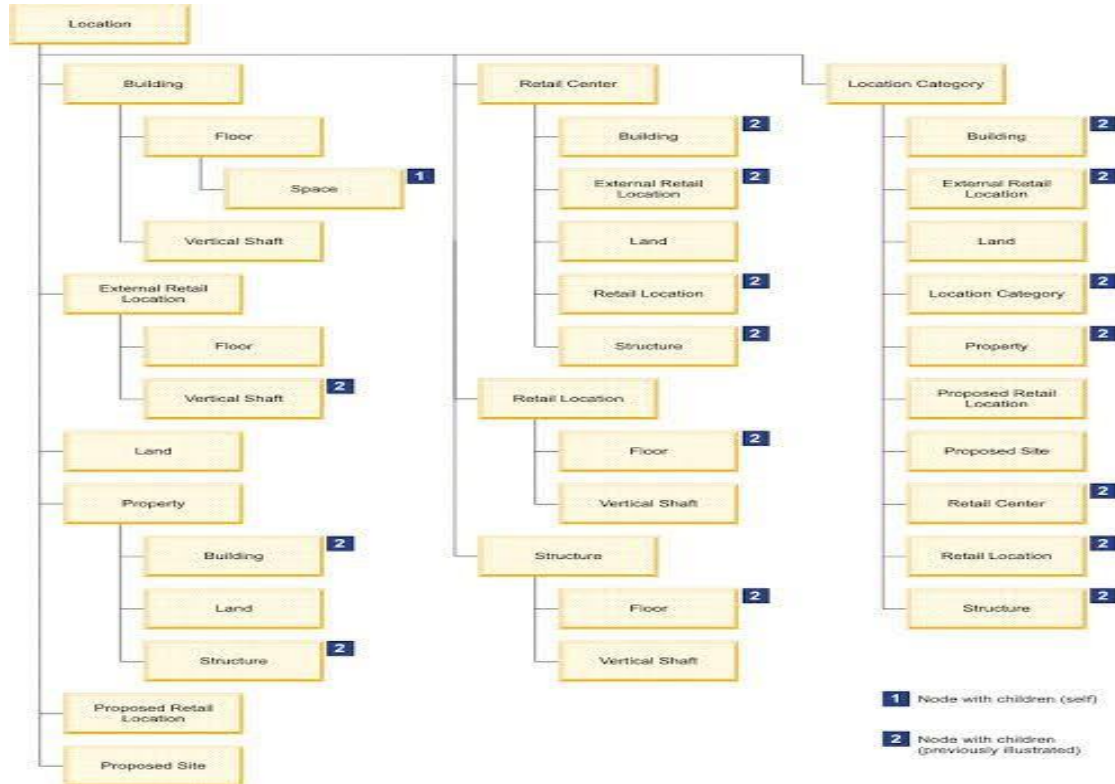 Location
Building
Floor
Space
1
Vertical Shaft
External Retail
Location
Floor
Vertical Shaft
2
Land
Property
Building
2
Land
Structure
2
Proposed Retail
Location
Proposed Site
Retail Center
Building
2
External Retail
Location
2
Land
Retail Location
2
Structure
2
Retail Location
Floor
2
Vertical Shaft
Structure
Floor
2
Vertical Shaft
Location Category
Building
2
External Retail
Location
2
Land
Location Category
2
Property
2
Proposed Retail
Location
Proposed Site
Retail Center
2
Retail Location
2
Structure
2
1 Node with children (self)
2 Node with children
(previously illustrated)